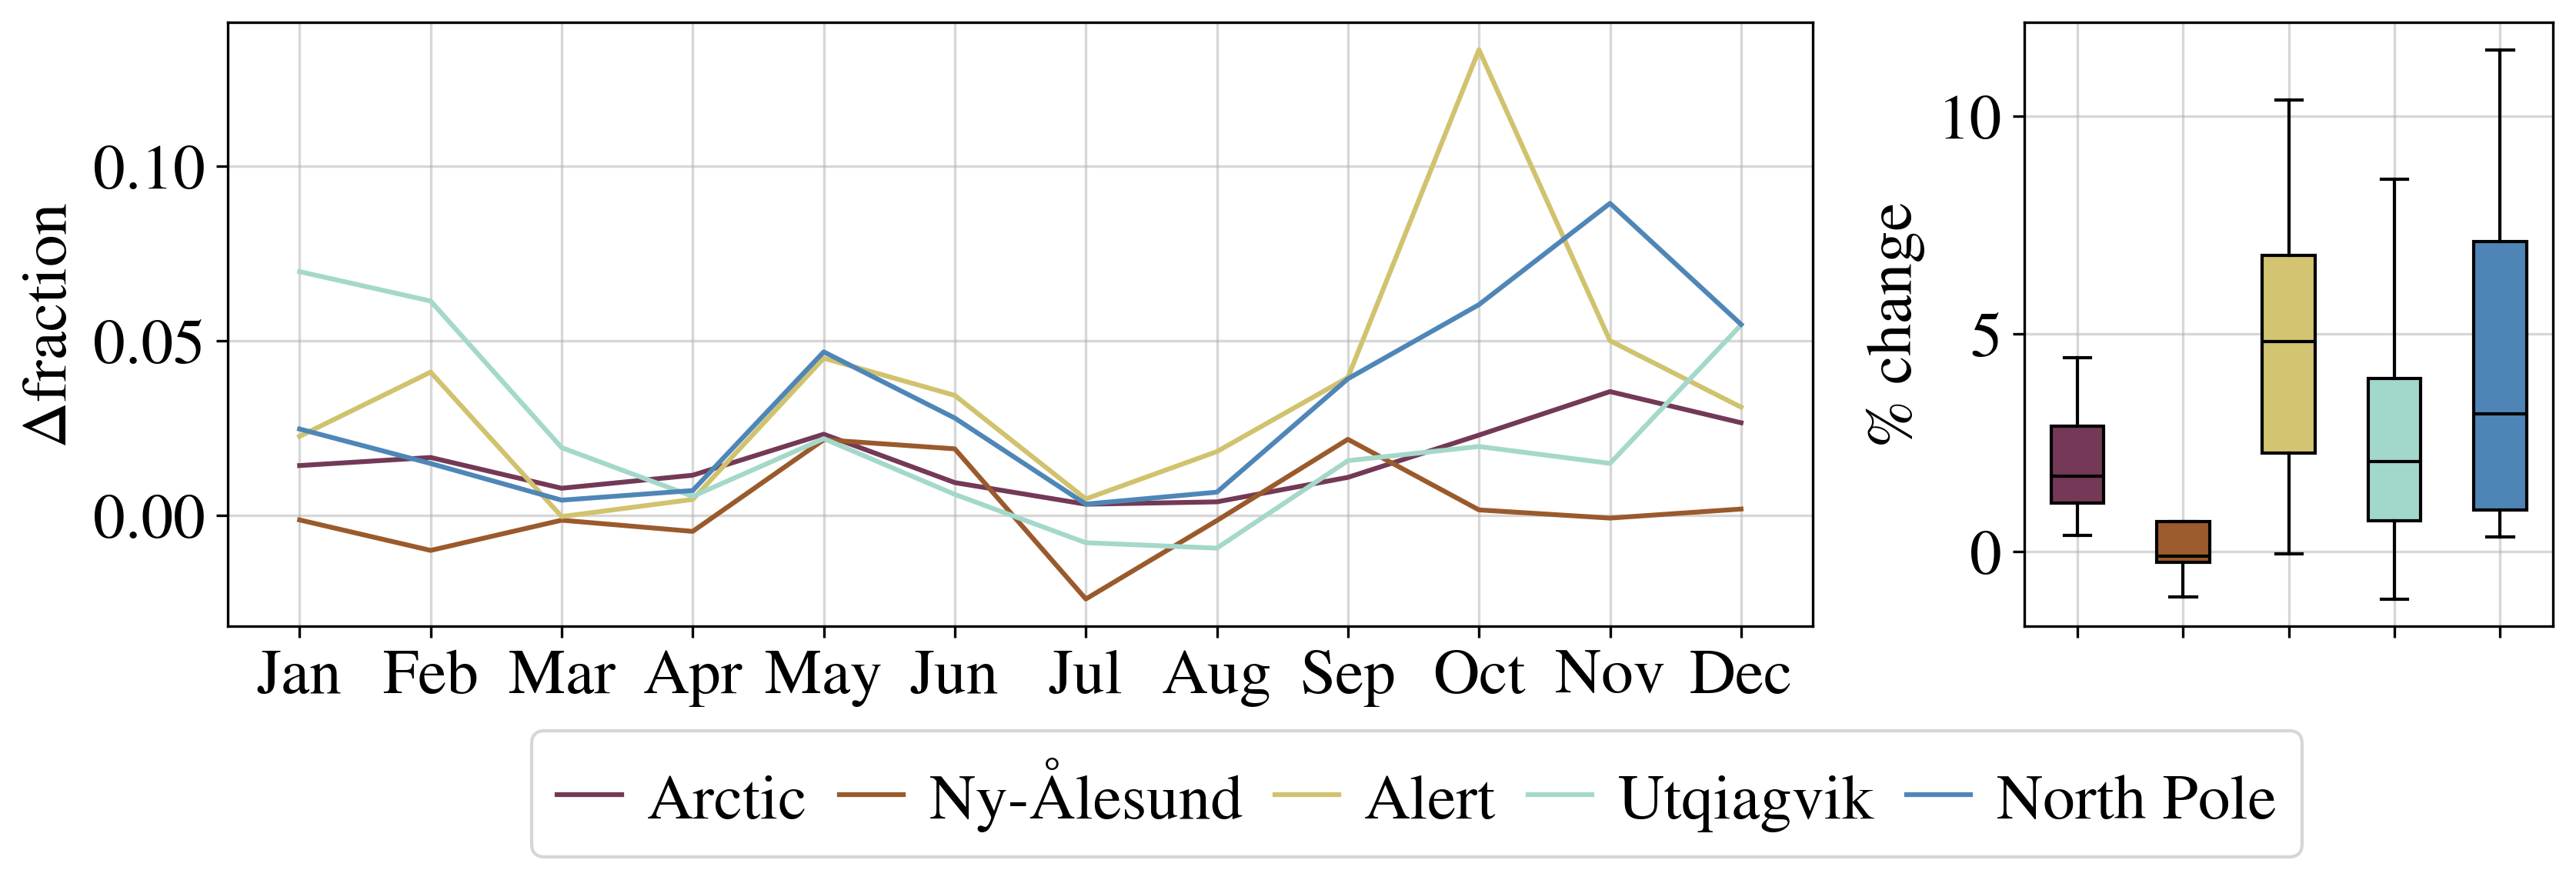 Δfraction
0.10
0.05
0.00
Jan Feb Mar Apr May Jun Jul Aug Sep Oct Nov Dec
% change
10
5
0
Arctic Ny-Ålesund Alert Utqiagvik North Pole